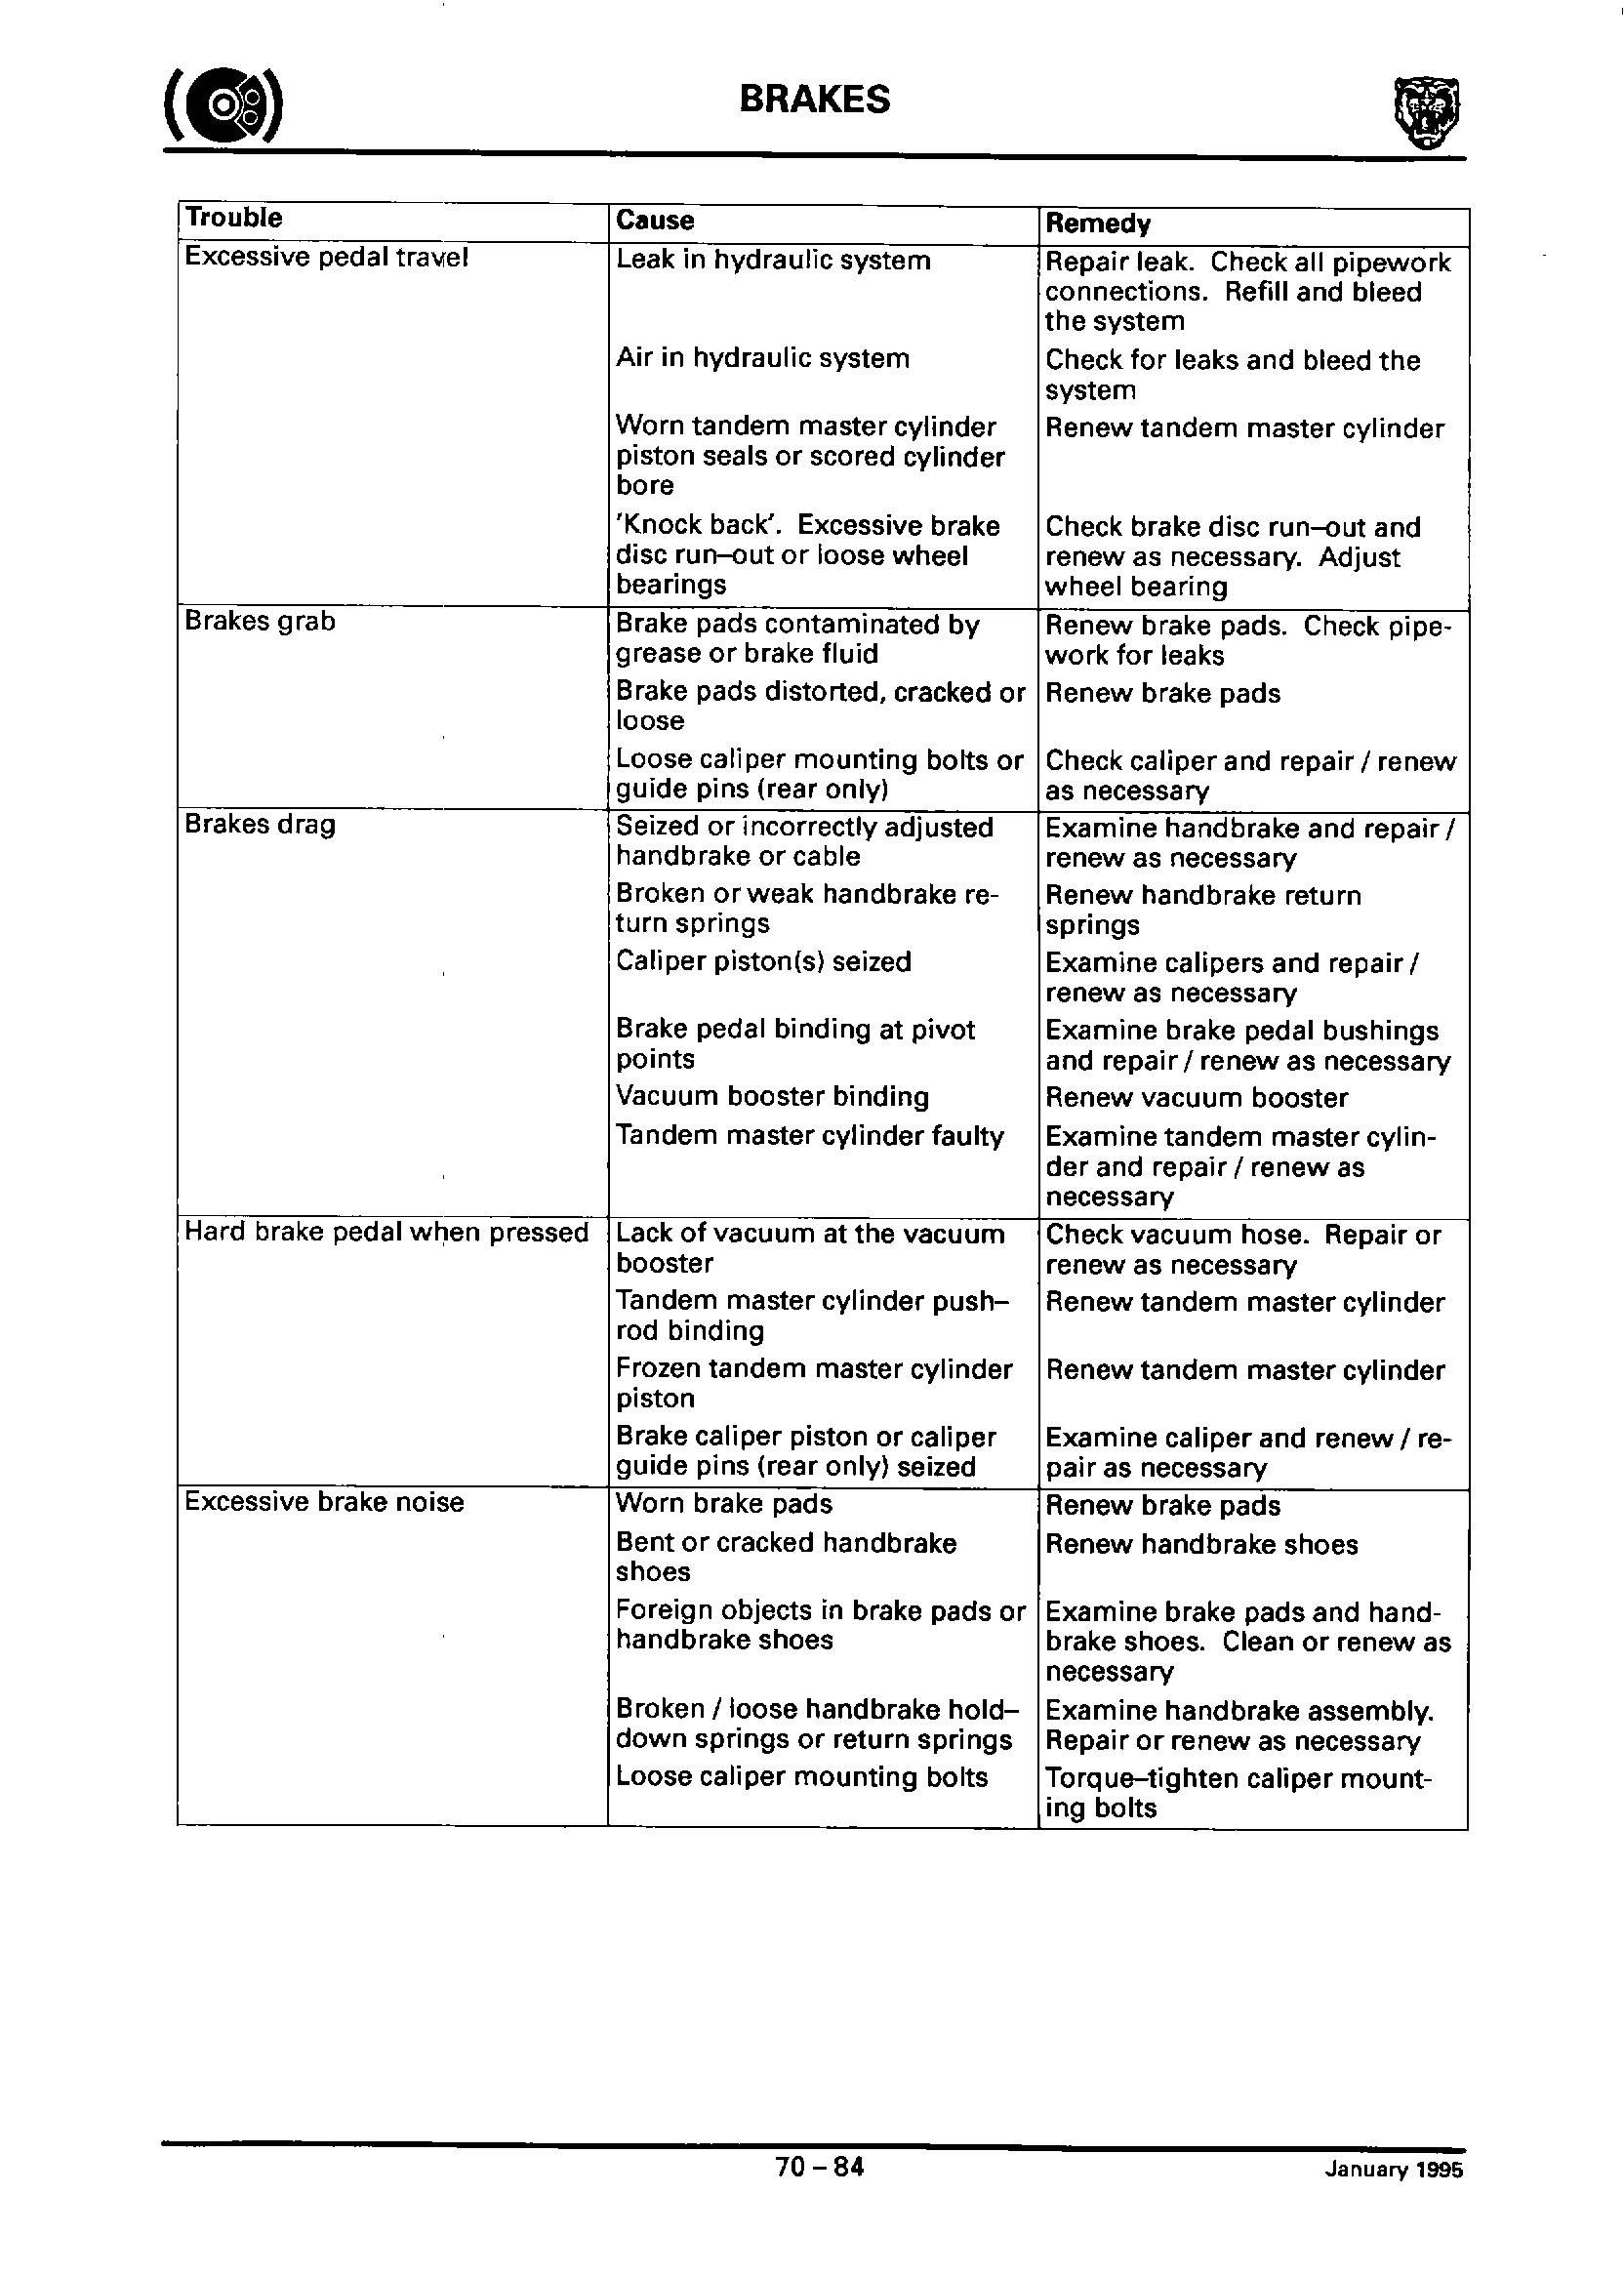 BRAKES
Trouble
Cause
Remedy
Excessive pedal travel
Leak in hydraulic system
Repair leak. Check all pipework
connections. Refill and bleed
the system
Air in hydraulic system
Check for leaks and bleed the
system
Worn tandem master cylinder
piston seals or scored cylinder
bore
Renew tandem master cylinder
'Knock back'. Excessive brake
disc run–out or loose wheel
bearings
Check brake disc run–out and
renew as necessary. Adjust
wheel bearing
Brakes grab
Brake pads contaminated by
grease or brake fluid
Renew brake pads. Check pipe-
work for leaks
Brake pads distorted, cracked or
loose
Renew brake pads
Loose caliper mounting bolts or
guide pins (rear only)
Check caliper and repair / renew
as necessary
Brakes drag
Seized or incorrectly adjusted
handbrake or cable
Examine handbrake and repair /
renew as necessary
Broken or weak handbrake re-
turn springs
Renew handbrake return
springs
Caliper piston(s) seized
Examine calipers and repair /
renew as necessary
Brake pedal binding at pivot
points
Examine brake pedal bushings
and repair / renew as necessary
Vacuum booster binding
Renew vacuum booster
Tandem master cylinder faulty
Examine tandem master cylin-
der and repair / renew as
necessary
Hard brake pedal when pressed
Lack of vacuum at the vacuum
booster
Check vacuum hose. Repair or
renew as necessary
Tandem master cylinder push–
rod binding
Renew tandem master cylinder
Frozen tandem master cylinder
piston
Renew tandem master cylinder
Brake caliper piston or caliper
guide pins (rear only) seized
Examine caliper and renew / re-
pair as necessary
Excessive brake noise
Worn brake pads
Renew brake pads
Bent or cracked handbrake
shoes
Renew handbrake shoes
Foreign objects in brake pads or
handbrake shoes
Examine brake pads and hand-
brake shoes. Clean or renew as
necessary
Broken / loose handbrake hold–
down springs or return springs
Examine handbrake assembly.
Repair or renew as necessary
Loose caliper mounting bolts
Torque–tighten caliper mount-
ing bolts
70 – 84
January 1995